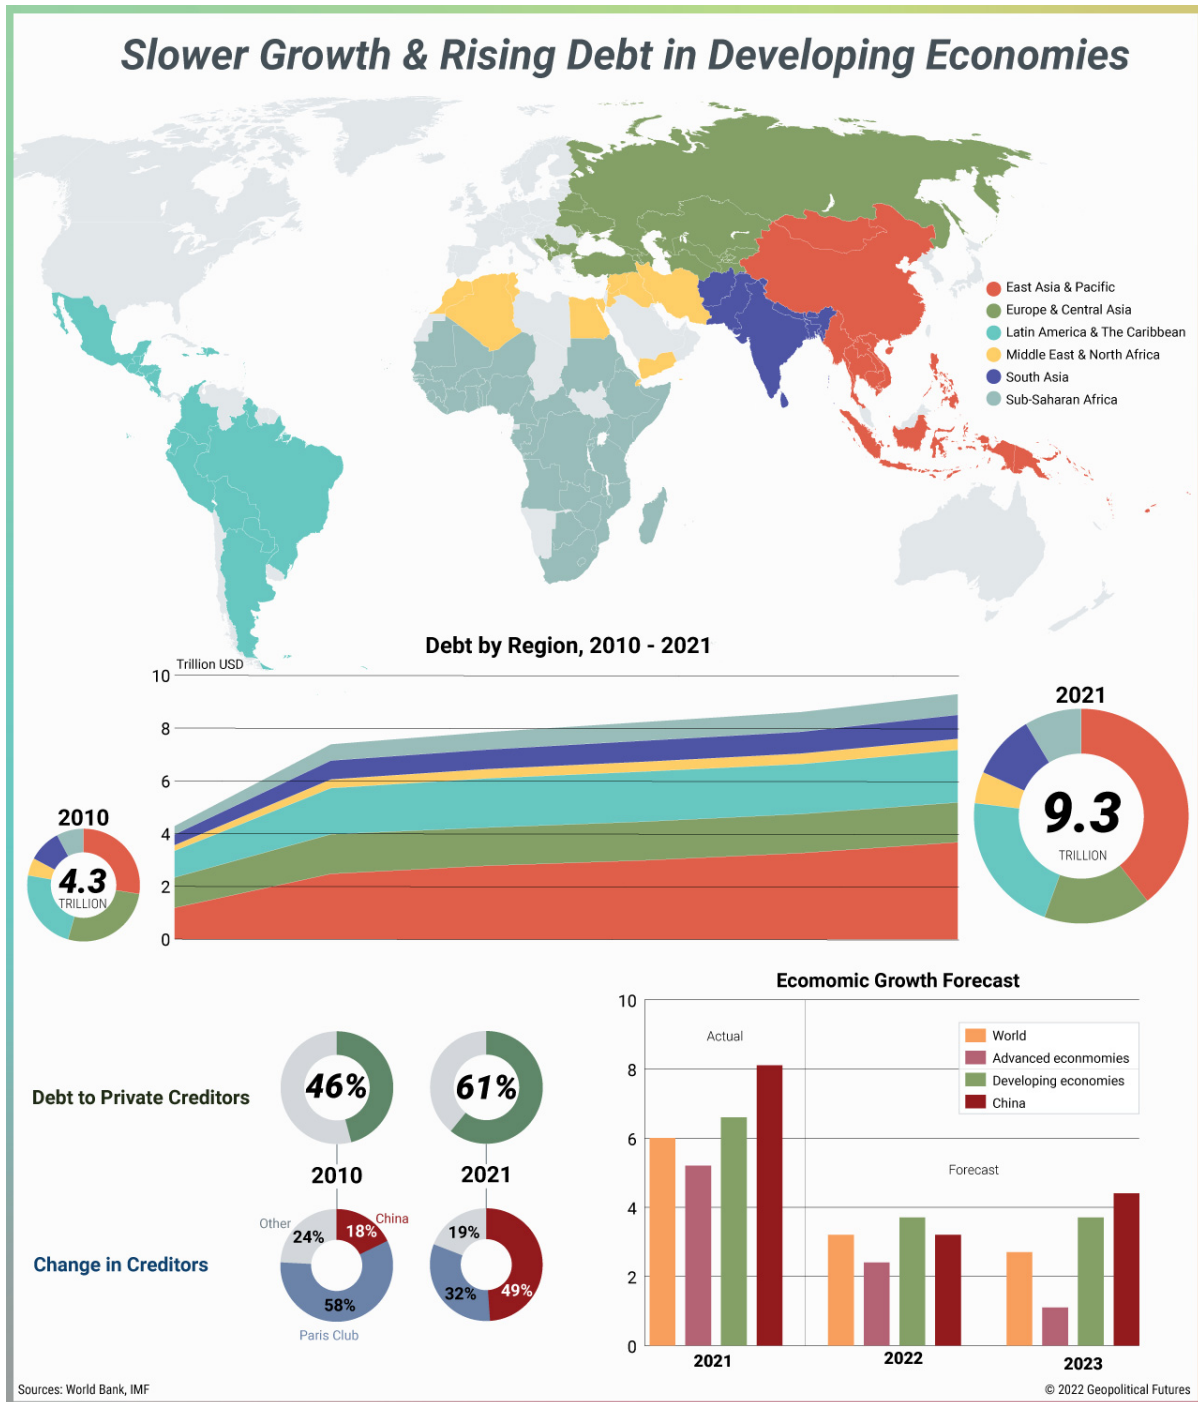 Slower Growth & Rising Debt in Developing Economies
East Asia & Pacific
Europe & Central Asia
Latin America & The Caribbean
Middle East & North Africa
South Asia
Sub-Saharan Africa
Debt by Region, 2010 - 2021
Trillion USD
10
8
6
4
2
0
2010
4.3
TRILLION
2021
9.3
TRILLION
Debt to Private Creditors
46%
61%
2010
2021
Change in Creditors
Other
24%
China
18%
58%
Paris Club
19%
32%
49%
Ecomomic Growth Forecast
10
8
6
4
2
0
Actual
Forecast
World
Advanced econmomies
Developing economies
China
2021
2022
2023
Sources: World Bank, IMF
© 2022 Geopolitical Futures